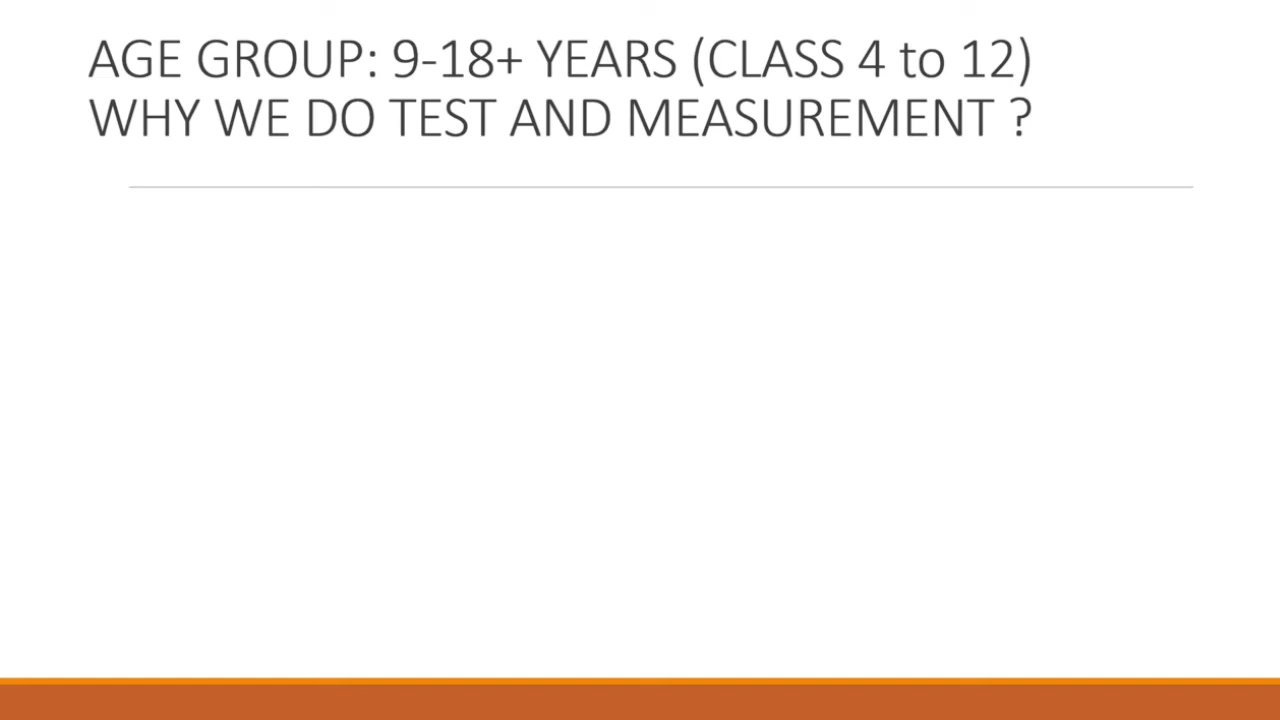 AGE GROUP: 9-18+ YEARS (CLASS 4 to 12)
WHY WE DO TEST AND MEASUREMENT ?